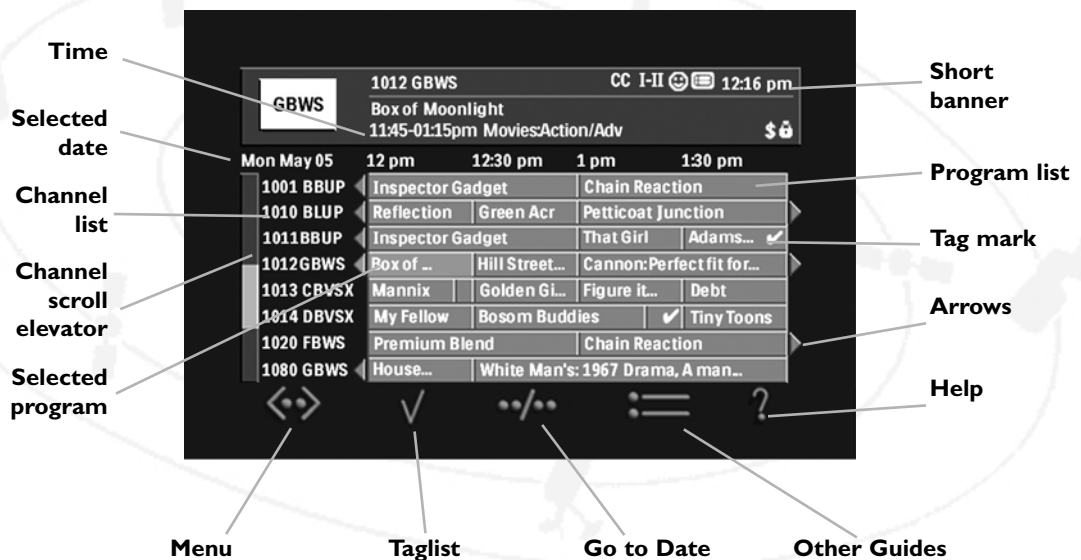 Time
Selected
date
Channel
list
Channel
scroll
elevator
Selected
program
GBWS
1012 GBWS CC I-II 12:16 pm
Box of Moonlight
11:45-01:15pm Movies:Action/Adv $
Mon May 05 12 pm 12:30 pm 1 pm 1:30 pm
1001 BBUP Inspector Gadget Chain Reaction
1010 BLUP Reflection Green Acr Petticoat Junction
1011BBUP Inspector Gadget That Girl Adams...
1012GBWS Box of ... Hill Street... Cannon:Perfect fit for...
1013 CBVSX Mannix Golden Gi... Figure it... Debt
1014 DBVSX My Fellow Bosom Buddies Tiny Toons
1020 FBWS Premium Blend Chain Reaction
1080 GBWS House... White Man's: 1967 Drama, A man...
?
Short
banner
Program list
Tag mark
Arrows
Help
Menu Taglist Go to Date Other Guides